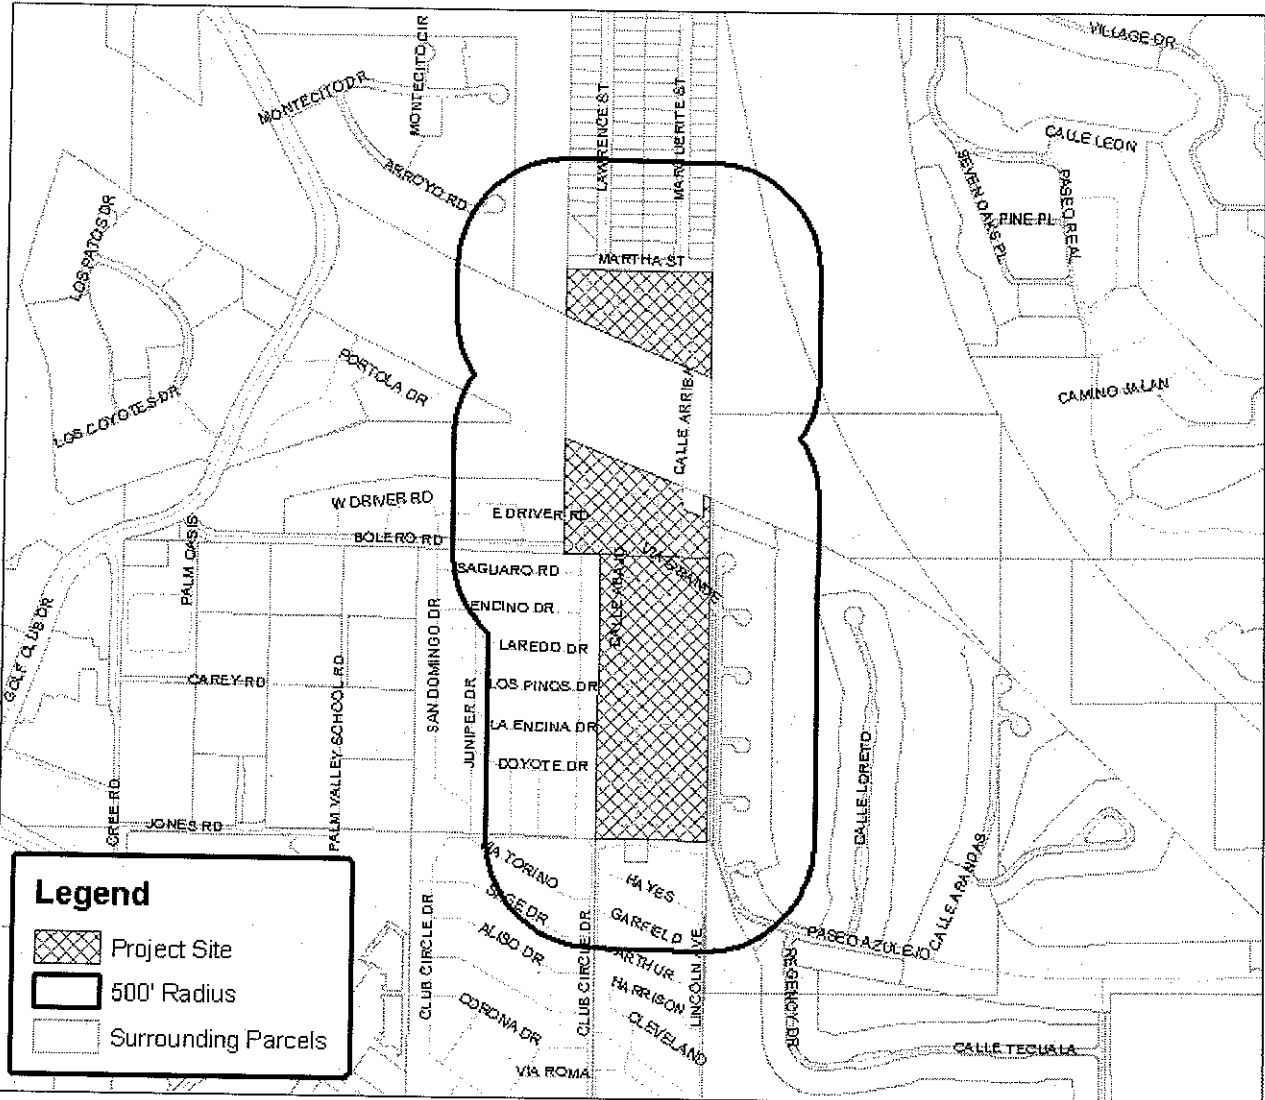 VILLAGE DR
MONTECITO DR
MONTECITO CIR
LAWRENCE ST
MARGUERITE ST
CALLE LEON
ARROYO RD
SEVEN OAKS PL
PASEO REAL
PINE PL
LOS PATOS DR
MARTHA ST
PORTOLA DR
LOS COYOTES DR
CALLE ARRIBA
CAMINO JALAN
W DRIVER RD
E DRIVER RD
BOLERO RD
PALM OASIS
SAGUARO RD
CALLE ABAJO
VIA GRANDE
ENCINO DR
GOLF CLUB DR
SAN DOMINGO DR
LAREDO DR
CAREY RD
PALM VALLEY SCHOOL RD
LOS PINOS DR
JUNIPER DR
LA ENCINA DR
COYOTE DR
CALLE LORETO
CREE RD
JONES RD
VIA TORINO
HAYES
SAGE DR
GARFIELD
CALLE ARANDAS
PASEO AZULEJO
ALISO DR
ARTHUR
CLUB CIRCLE DR
CLUB CIRCLE DR
LINCOLN AVE
REGENCY DR
HARRISON
CORONA DR
CLEVELAND
CALLE TECUALA
VIA ROMA
Legend
Project Site
500' Radius
Surrounding Parcels